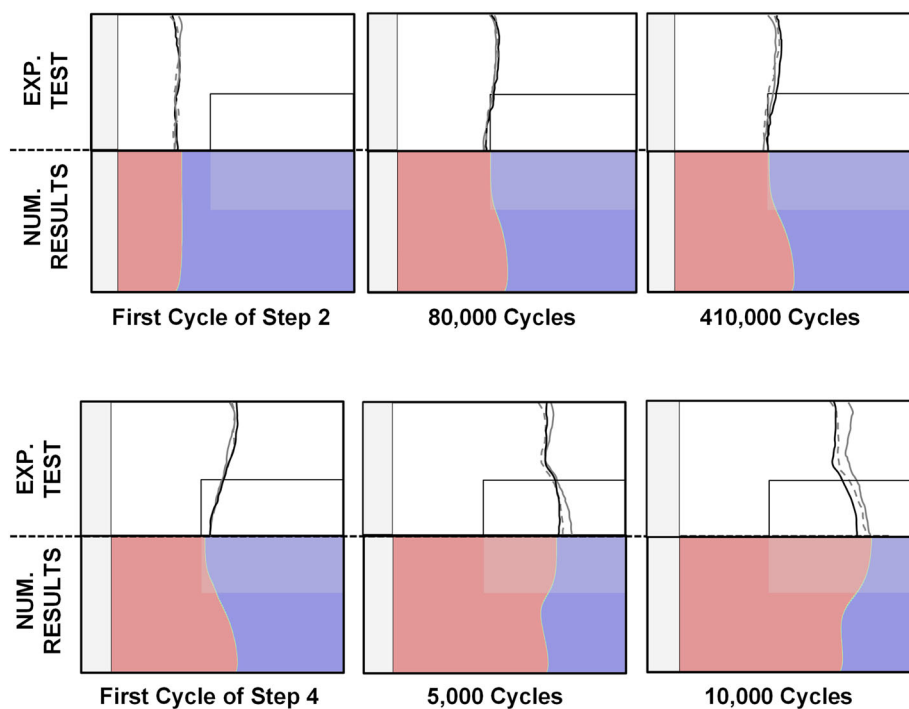 EXP.
TEST
NUM.
RESULTS
First Cycle of Step 2
80,000 Cycles
410,000 Cycles
EXP.
TEST
NUM.
RESULTS
First Cycle of Step 4
5,000 Cycles
10,000 Cycles